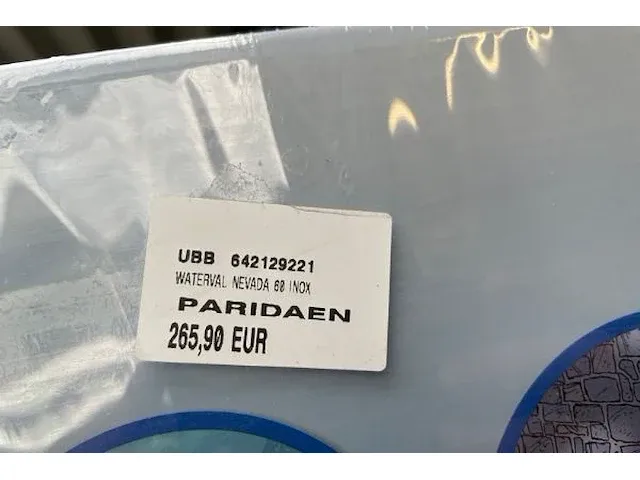 UBB 642129221
WATERVAL NEVADA 60 INOX
PARIDAEN
265,90 EUR